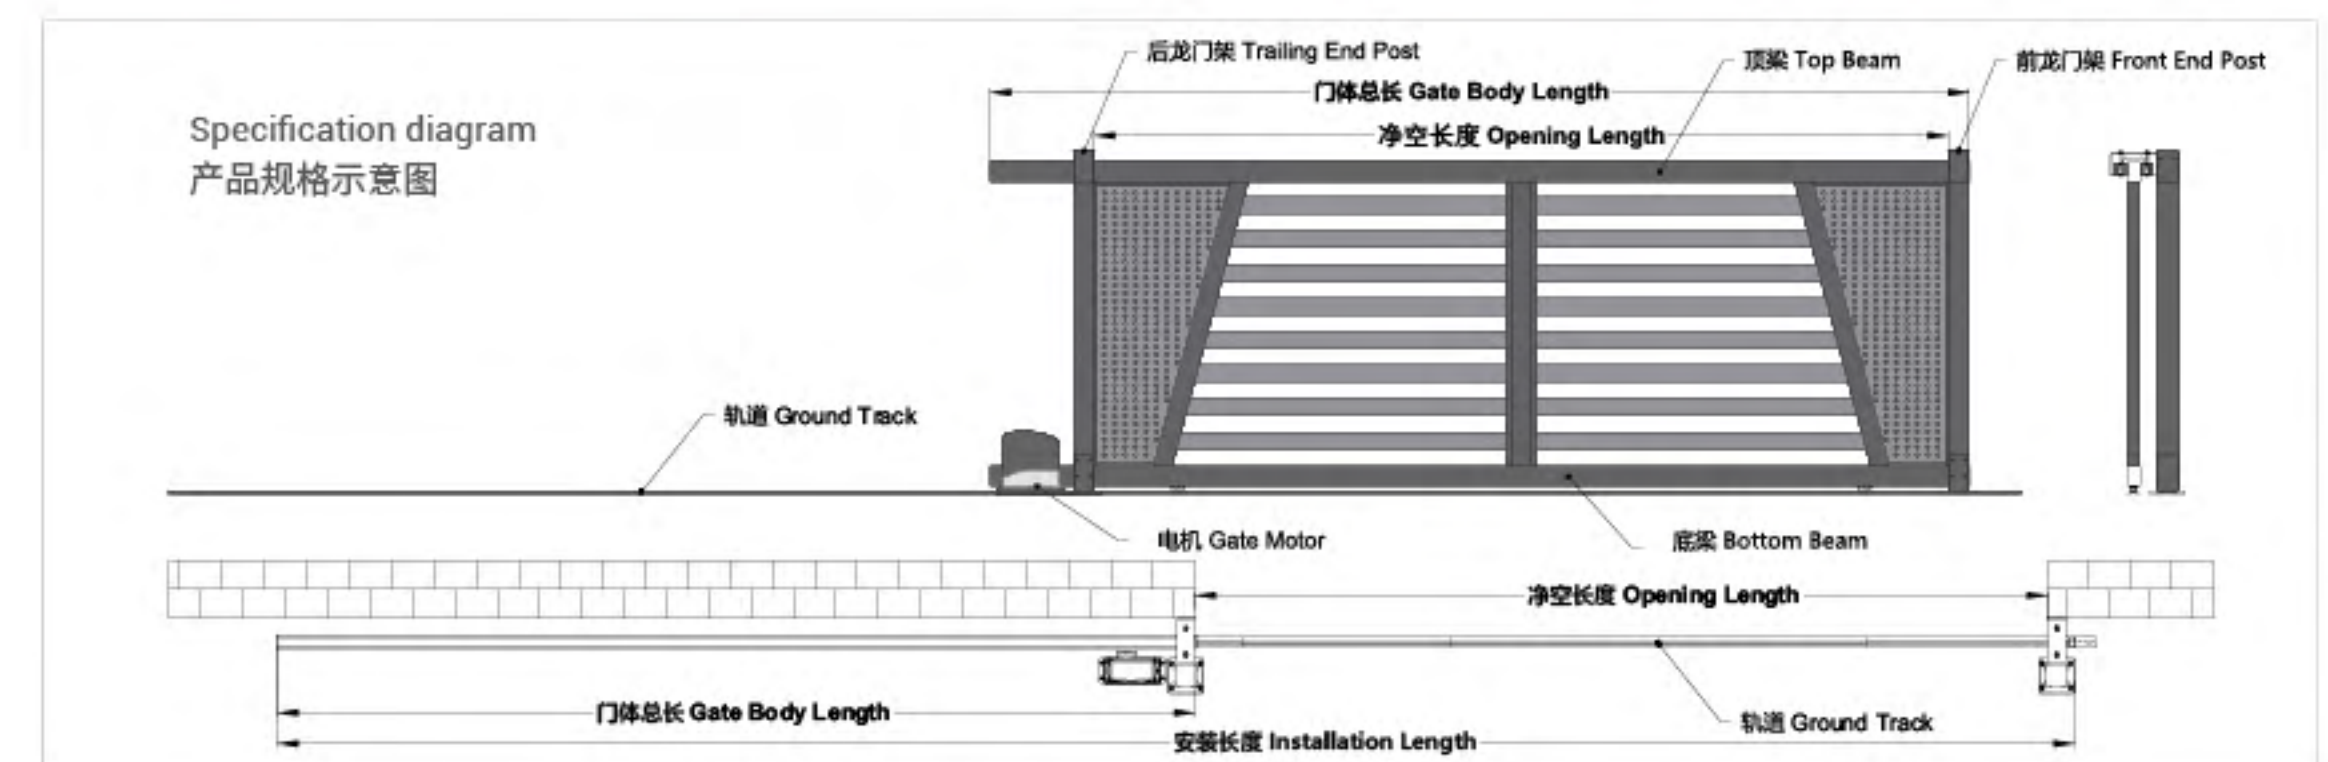 后龙门架 Trailing End Post
顶梁 Top Beam
前龙门架 Front End Post
门体总长 Gate Body Length
Specification diagram
净空长度 Opening Length
产品规格示意图
轨道 Ground Track
电机 Gate Motor
底梁 Bottom Beam
净空长度 Opening Length
门体总长 Gate Body Length
轨道 Ground Track
安装长度 Installation Length